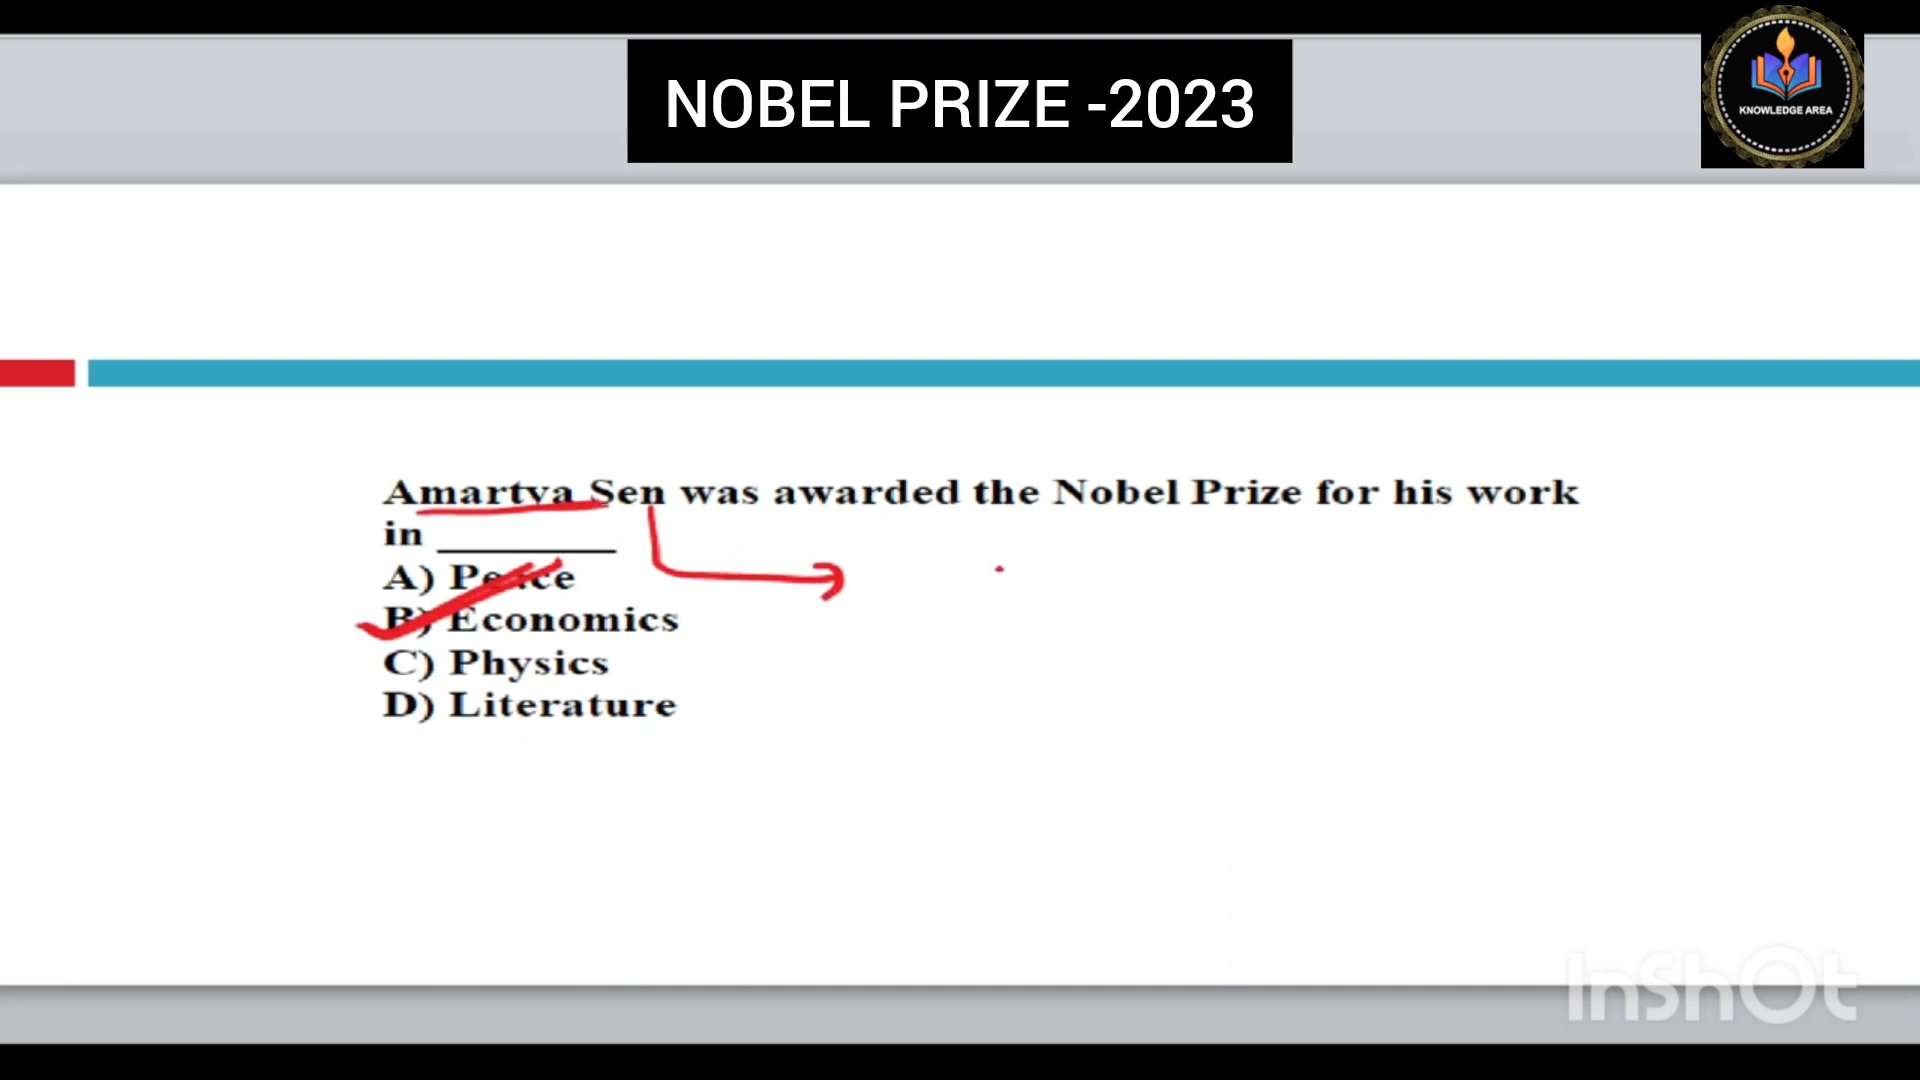 NOBEL PRIZE -2023
KNOWLEDGE AREA
Amartya Sen was awarded the Nobel Prize for his work
in ________
A) Peace
B) Economics
C) Physics
D) Literature
InShOt